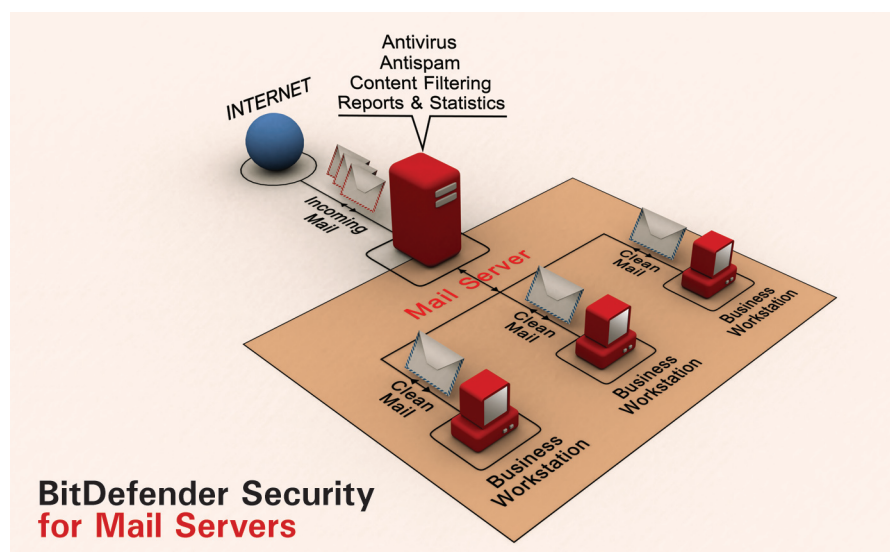 Antivirus
Antispam
Content Filtering
Reports & Statistics
INTERNET
Incoming
Mail
Mail Server
Clean
Mail
Business
Workstation
Clean
Mail
Business
Workstation
Clean
Mail
Business
Workstation
BitDefender Security
for Mail Servers